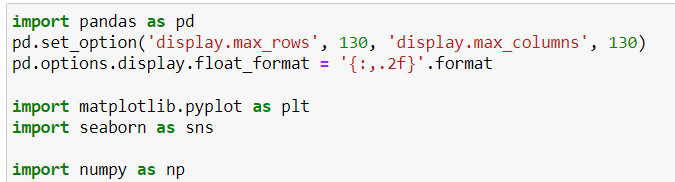 import pandas as pd
pd.set_option('display.max_rows', 130, 'display.max_columns', 130)
pd.options.display.float_format = '{:,.2f}'.format
import matplotlib.pyplot as plt
import seaborn as sns
import numpy as np